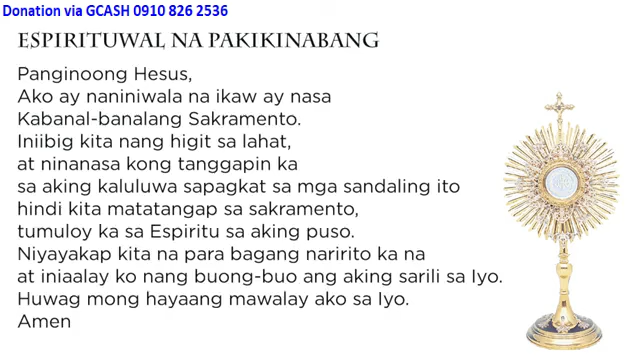 Donation via GCASH 0910 826 2536
ESPIRITUWAL NA PAKIKINABANG
Panginoong Hesus,
Ako ay naniniwala na ikaw ay nasa
Kabanal-banalang Sakramento.
Iniibig kita nang higit sa lahat,
at ninanasa kong tanggapin ka
sa aking kaluluwa sapagkat sa mga sandaling ito
hindi kita matatangap sa sakramento,
tumuloy ka sa Espiritu sa aking puso.
Niyayakap kita na para bagang naririto ka na
at iniaalay ko nang buong-buo ang aking sarili sa Iyo.
Huwag mong hayaang mawalay ako sa Iyo.
Amen